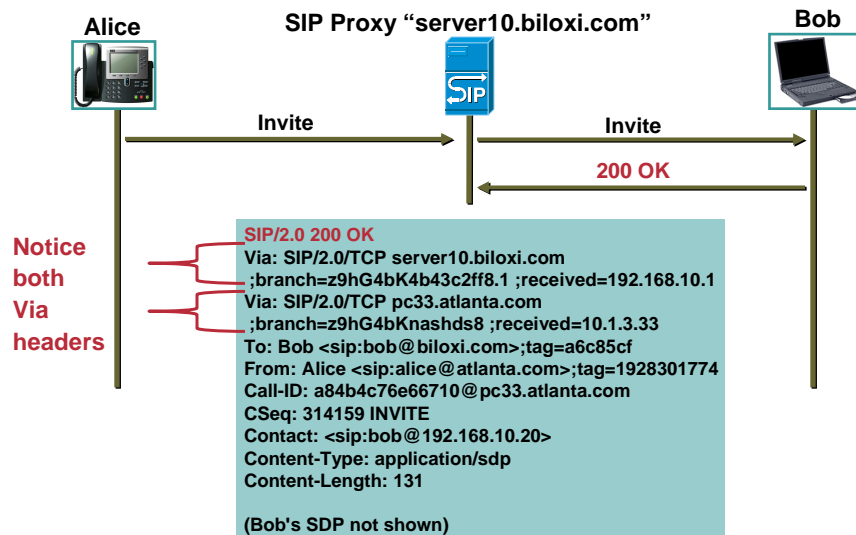 Alice
SIP Proxy “server10.biloxi.com”
Bob
SIP
Invite
Invite
200 OK
Notice
both
Via
headers
SIP/2.0 200 OK
Via: SIP/2.0/TCP server10.biloxi.com
;branch=z9hG4bK4b43c2ff8.1 ;received=192.168.10.1
Via: SIP/2.0/TCP pc33.atlanta.com
;branch=z9hG4bKnashds8 ;received=10.1.3.33
To: Bob <sip:bob@biloxi.com>;tag=a6c85cf
From: Alice <sip:alice@atlanta.com>;tag=1928301774
Call-ID: a84b4c76e66710@pc33.atlanta.com
CSeq: 314159 INVITE
Contact: <sip:bob@192.168.10.20>
Content-Type: application/sdp
Content-Length: 131
(Bob's SDP not shown)